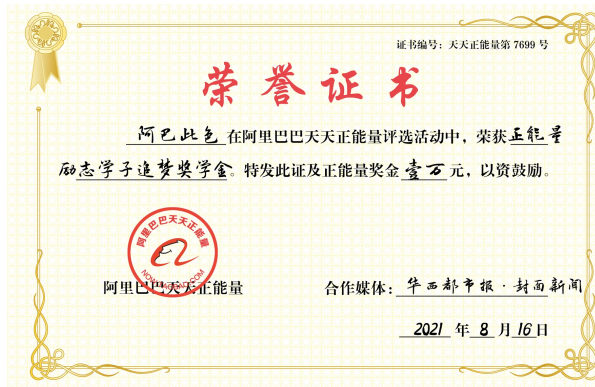 证书编号：天天正能量第 7699 号
荣誉证书
阿巴此色在阿里巴巴天天正能量评选活动中，荣获正能量
励志学子追梦奖学金。特发此证及正能量奖金壹万元，以资鼓励。
阿里巴巴天天正能量
阿里巴巴天天正能量
合作媒体：华西都市报·封面新闻
2021 年 8 月 16 日